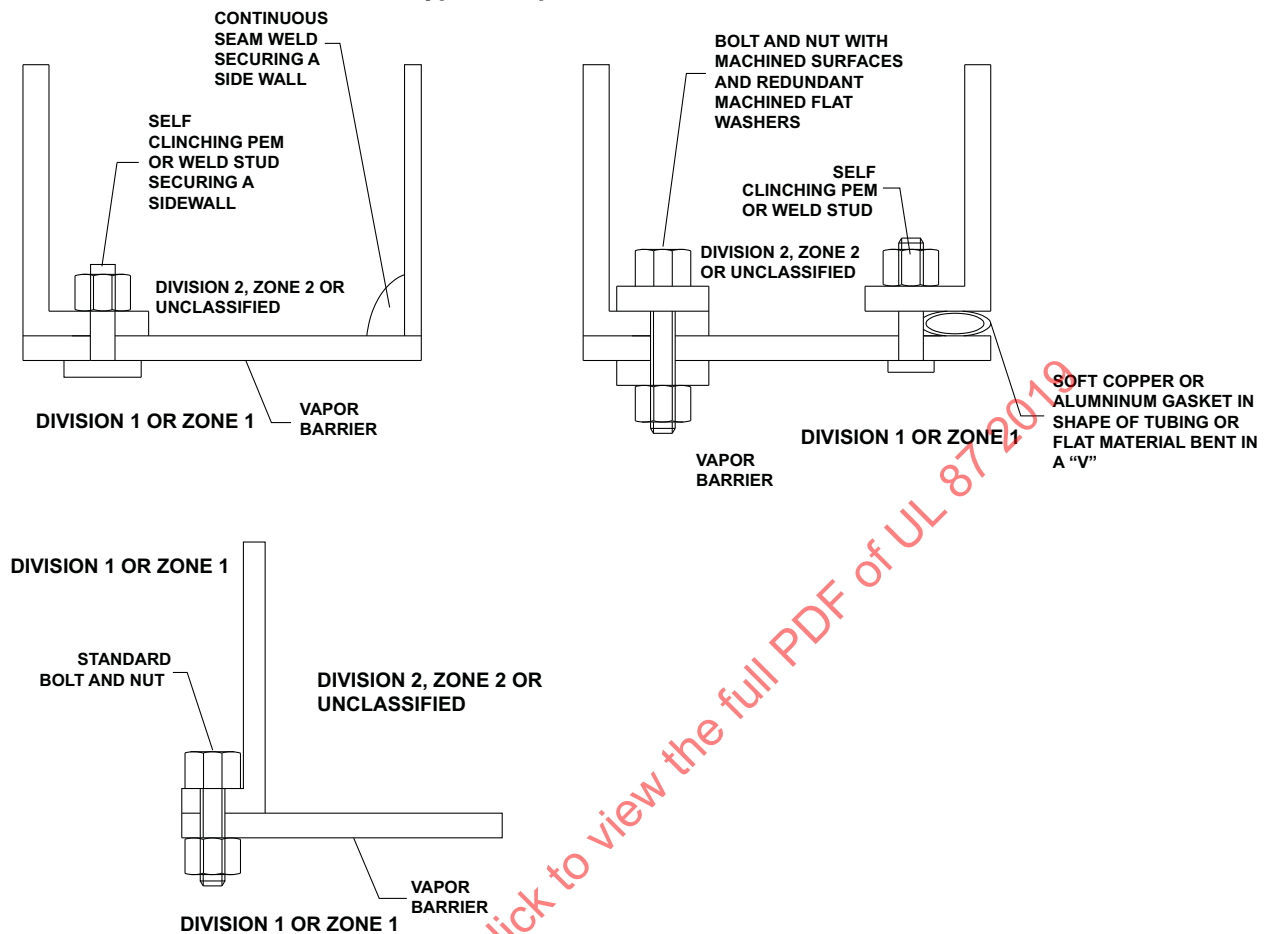 CONTINUOUS
SEAM WELD
SECURING A
SIDE WALL
SELF
CLINCHING PEM
OR WELD STUD
SECURING A
SIDEWALL
DIVISION 2, ZONE 2 OR
UNCLASSIFIED
DIVISION 1 OR ZONE 1
VAPOR
BARRIER
BOLT AND NUT WITH
MACHINED SURFACES
AND REDUNDANT
MACHINED FLAT
WASHERS
SELF
CLINCHING PEM
OR WELD STUD
DIVISION 2, ZONE 2
OR UNCLASSIFIED
SOFT COPPER OR
ALUMNINUM GASKET IN
SHAPE OF TUBING OR
FLAT MATERIAL BENT IN
A “V”
DIVISION 1 OR ZONE 1
VAPOR
BARRIER
DIVISION 1 OR ZONE 1
STANDARD
BOLT AND NUT
DIVISION 2, ZONE 2 OR
UNCLASSIFIED
VAPOR
BARRIER
DIVISION 1 OR ZONE 1
lick to view the full PDF of UL 87 2019